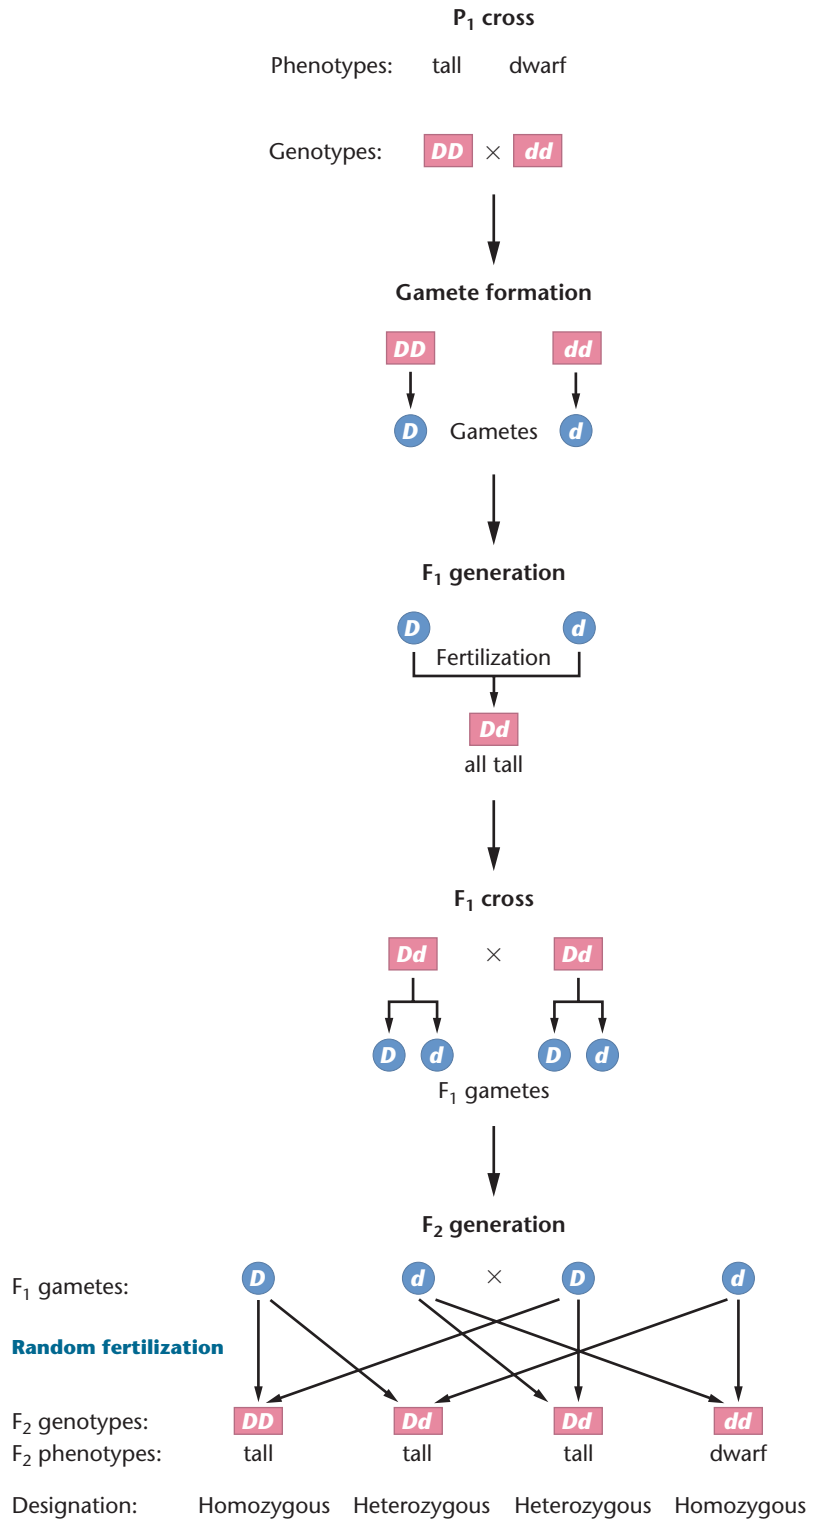 P₁ cross
Phenotypes: tall dwarf
Genotypes: DD × dd
Gamete formation
DD dd
D Gametes d
F₁ generation
D d
Fertilization
Dd
all tall
F₁ cross
Dd × Dd
D d D d
F₁ gametes
F₂ generation
F₁ gametes: D d × D d
Random fertilization
F₂ genotypes: DD Dd Dd dd
F₂ phenotypes: tall tall tall dwarf
Designation: Homozygous Heterozygous Heterozygous Homozygous